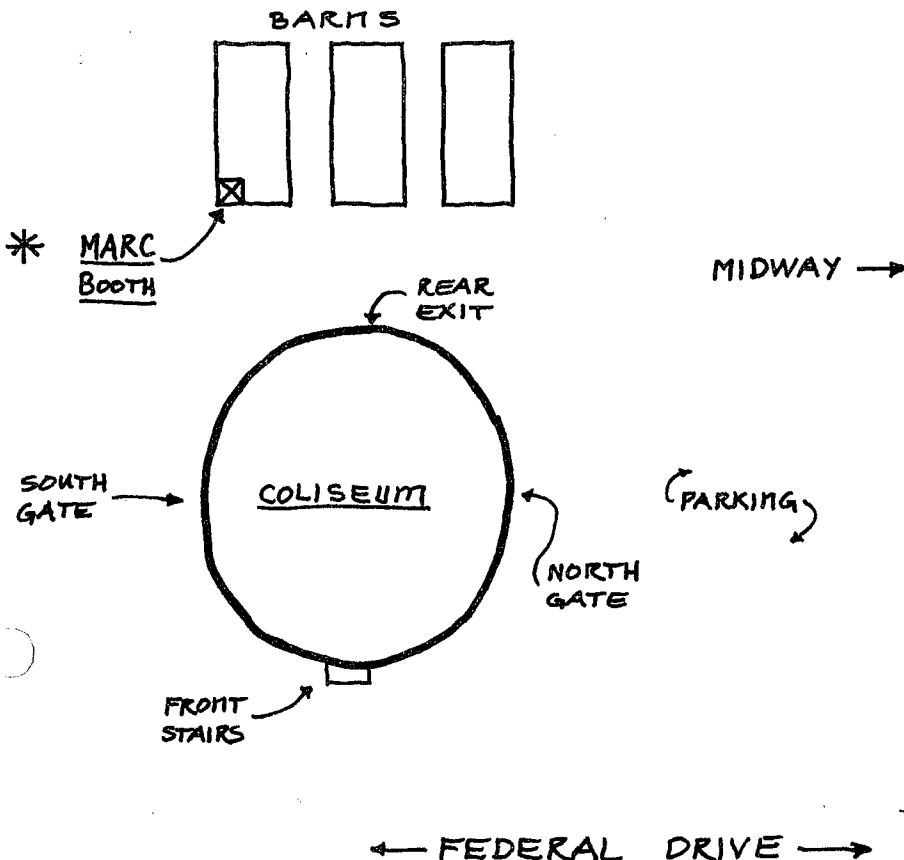 BARNS
* MARC
BOOTH
MIDWAY →
REAR
EXIT
SOUTH
GATE
COLISEUM
PARKING
NORTH
GATE
FRONT
STAIRS
← FEDERAL DRIVE →